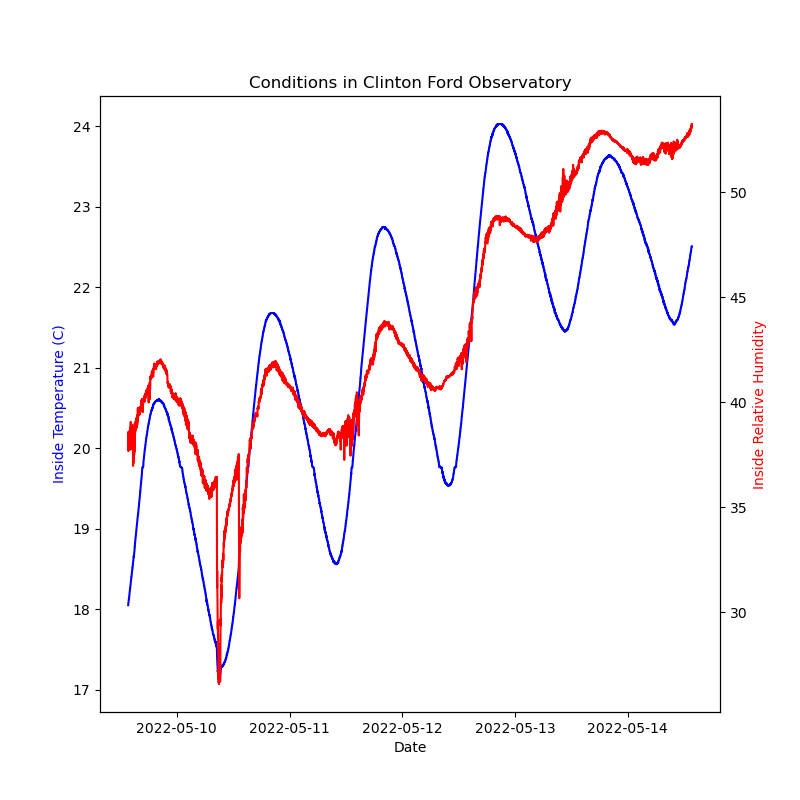 Conditions in Clinton Ford Observatory
24
23
22
21
20
19
18
17
Inside Temperature (C)
50
45
40
35
30
Inside Relative Humidity
2022-05-10 2022-05-11 2022-05-12 2022-05-13 2022-05-14
Date